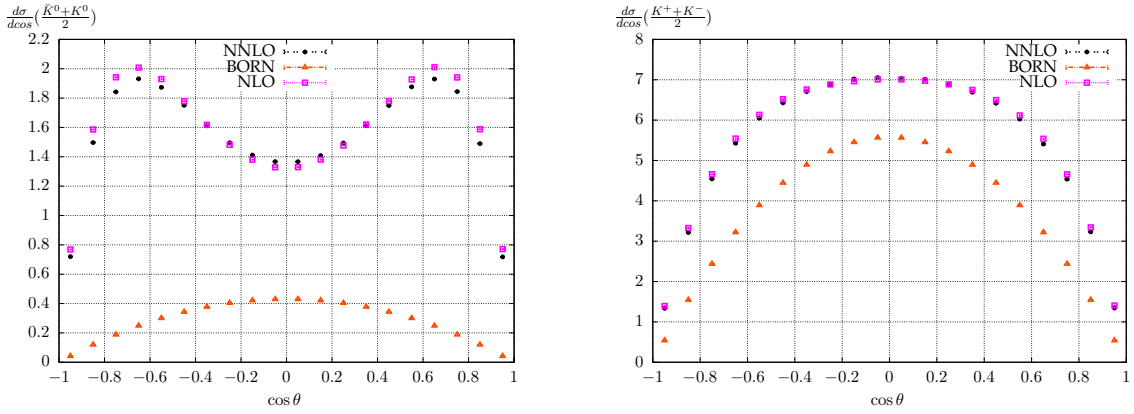 dσ/dcos(K̄⁰+K⁰/2)
2.2
2
1.8
1.6
1.4
1.2
1
0.8
0.6
0.4
0.2
0
NNLO
BORN
NLO
−1 −0.8 −0.6 −0.4 −0.2 0 0.2 0.4 0.6 0.8 1
cos θ
dσ/dcos(K⁺+K⁻/2)
8
7
6
5
4
3
2
1
0
NNLO
BORN
NLO
−1 −0.8 −0.6 −0.4 −0.2 0 0.2 0.4 0.6 0.8 1
cos θ